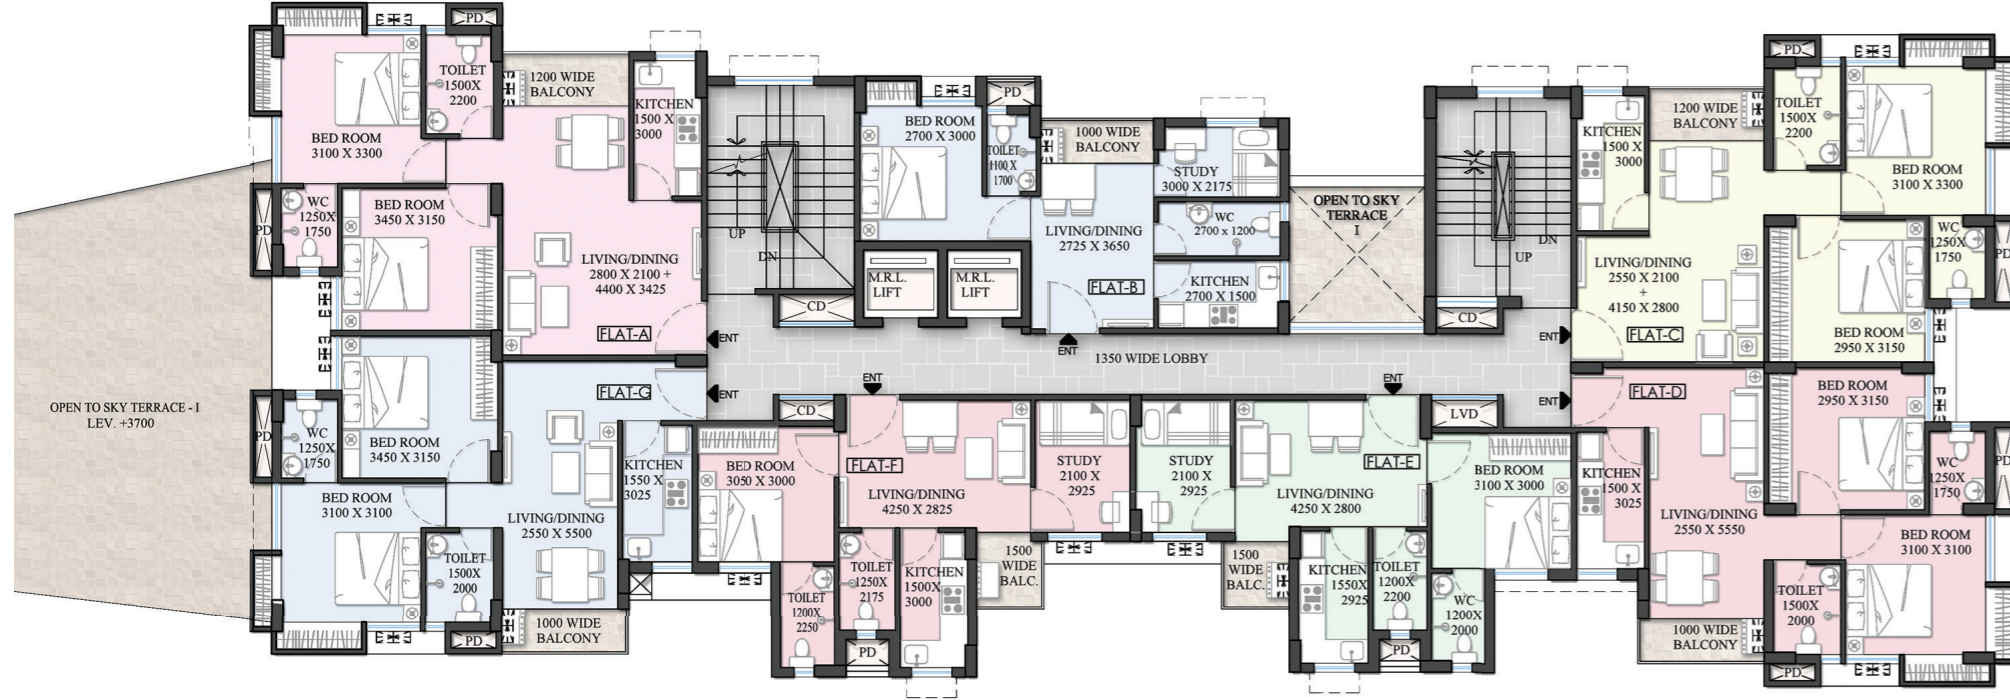 PD
TOILET
1500X
2200
1200 WIDE
BALCONY
BED ROOM
3100 X 3300
KITCHEN
1500 X
3000
WC
1250X
1750
PD
BED ROOM
3450 X 3150
LIVING/DINING
2800 X 2100 +
4400 X 3425
FLAT-A
ENT
UP
DN
CD
BED ROOM
2700 X 3000
PD
TOILET
1100 X
1700
1000 WIDE
BALCONY
STUDY
3000 X 2175
WC
2700 x 1200
LIVING/DINING
2725 X 3650
M.R.L.
LIFT
M.R.L.
LIFT
FLAT-B
KITCHEN
2700 X 1500
ENT
OPEN TO SKY
TERRACE
I
1350 WIDE LOBBY
DN
UP
CD
KITCHEN
1500 X
3000
1200 WIDE
BALCONY
PD
TOILET
1500X
2200
BED ROOM
3100 X 3300
WC
1250X
1750
PD
LIVING/DINING
2550 X 2100
+
4150 X 2800
FLAT-C
ENT
BED ROOM
2950 X 3150
OPEN TO SKY TERRACE - I
LEV. +3700
FLAT-G
ENT
PD
WC
1250X
1750
BED ROOM
3450 X 3150
BED ROOM
3100 X 3100
LIVING/DINING
2550 X 5500
KITCHEN
1550 X
3025
TOILET
1500X
2000
PD
1000 WIDE
BALCONY
CD
ENT
BED ROOM
3050 X 3000
FLAT-F
LIVING/DINING
4250 X 2825
STUDY
2100 X
2925
TOILET
1200X
2250
TOILET
1250X
2175
KITCHEN
1500X
3000
PD
1500
WIDE
BALC.
ENT
STUDY
2100 X
2925
FLAT-E
LIVING/DINING
4250 X 2800
LVD
BED ROOM
3100 X 3000
1500
WIDE
BALC.
KITCHEN
1550X
2925
TOILET
1200X
2200
WC
1200X
2000
PD
ENT
FLAT-D
BED ROOM
2950 X 3150
KITCHEN
1500 X
3025
LIVING/DINING
2550 X 5550
WC
1250X
1750
PD
BED ROOM
3100 X 3100
TOILET
1500X
2000
1000 WIDE
BALCONY
PD